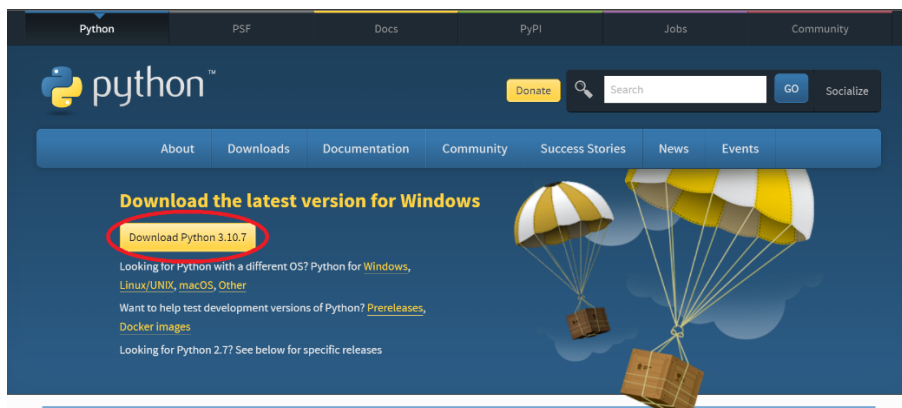 Python
PSF
Docs
PyPI
Jobs
Community
python™
Donate
Search
GO
Socialize
About
Downloads
Documentation
Community
Success Stories
News
Events
Download the latest version for Windows
Download Python 3.10.7
Looking for Python with a different OS? Python for Windows,
Linux/UNIX, macOS, Other
Want to help test development versions of Python? Prereleases,
Docker images
Looking for Python 2.7? See below for specific releases